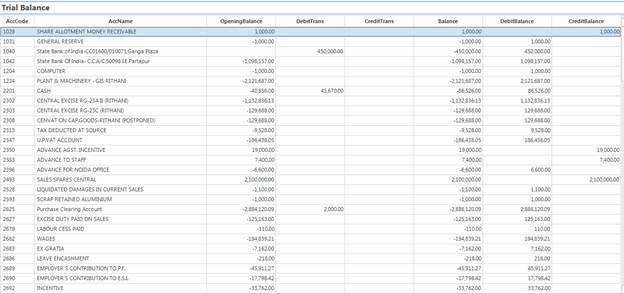 Trial Balance
AccCode AccName OpeningBalance DebitTrans CreditTrans Balance DebitBalance CreditBalance
1028 SHARE ALLOTMENT MONEY RECEIVABLE 1,000.00 1,000.00 1,000.00
1031 GENERAL RESERVE -1,000.00 -1,000.00 1,000.00
1040 State Bank of India-CC01600/010071,Ganga Plaza 450,000.00 -450,000.00 450,000.00
1042 State Bank Of India- C.C.A/C.50098 I.E.Partapur -1,098,157.00 -1,098,157.00 1,098,157.00
1204 COMPUTER -1,000.00 -1,000.00 1,000.00
1224 PLANT & MACHINERY - GIS RITHANI -2,121,687.00 -2,121,687.00 2,121,687.00
2201 CASH -40,856.00 45,670.00 -86,526.00 86,526.00
2302 CENTRAL EXCISE RG-23A II (RITHANI) -1,132,836.13 -1,132,836.13 1,132,836.13
2303 CENTRAL EXCISE RG-23C (RITHANI) -129,688.00 -129,688.00 129,688.00
2308 CENVAT ON CAP.GOODS-RITHANI (POSTPONED) -129,688.00 -129,688.00 129,688.00
2313 TAX DEDUCTED AT SOURCE -9,528.00 -9,528.00 9,528.00
2347 U.P.VAT ACCOUNT -186,438.05 -186,438.05 186,438.05
2350 ADVANCE AGST. INCENTIVE 19,000.00 19,000.00 19,000.00
2353 ADVANCE TO STAFF 7,400.00 7,400.00 7,400.00
2396 ADVANCE FOR NOIDA OFFICE -6,600.00 -6,600.00 6,600.00
2493 SALES SPARES CENTRAL 2,100,000.00 2,100,000.00 2,100,000.00
2528 LIQUIDATED DAMAGES IN CURRENT SALES -1,100.00 -1,100.00 1,100.00
2593 SCRAP RETAINED ALUMINIUM -1,000.00 -1,000.00 1,000.00
2625 Purchase Clearing Account -2,884,120.09 2,000.00 -2,886,120.09 2,886,120.09
2627 EXCISE DUTY PAID ON SALES -125,163.00 -125,163.00 125,163.00
2679 LABOUR CESS PAID -110.00 -110.00 110.00
2682 WAGES -194,839.21 -194,839.21 194,839.21
2683 EX-GRATIA -7,162.00 -7,162.00 7,162.00
2686 LEAVE ENCASHMENT -218.00 -218.00 218.00
2689 EMPLOYER'S CONTRIBUTION TO P.F. -45,911.27 -45,911.27 45,911.27
2690 EMPLOYER'S CONTRIBUTION TO E.S.I. -17,798.42 -17,798.42 17,798.42
2692 INCENTIVE -33,762.00 -33,762.00 33,762.00